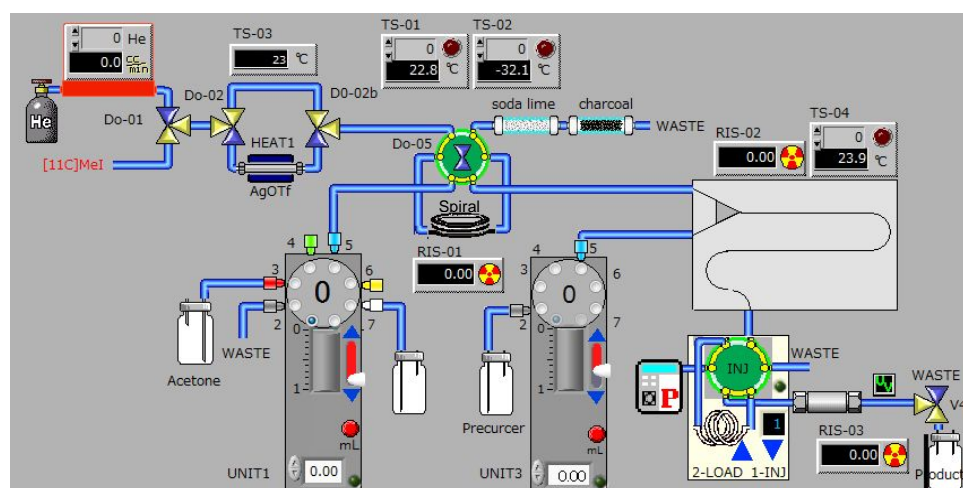 TS-01
TS-02
0 He
0.0 cc min
TS-03
23 ℃
0
22.8 ℃
0
-32.1 ℃
Do-01
Do-02
D0-02b
He
HEAT1
AgOTf
[11C]MeI
soda lime
charcoal
WASTE
Do-05
RIS-02
0.00
TS-04
0
23.9 ℃
Spiral
RIS-01
0.00
4
5
3
6
2
7
0
0
1
WASTE
Acetone
mL
UNIT1
0.00
4
5
3
6
2
7
0
0
1
Precurcer
mL
UNIT3
0.00
INJ
WASTE
P
1
2-LOAD 1-INJ
UV
WASTE
V4
RIS-03
0.00
Product